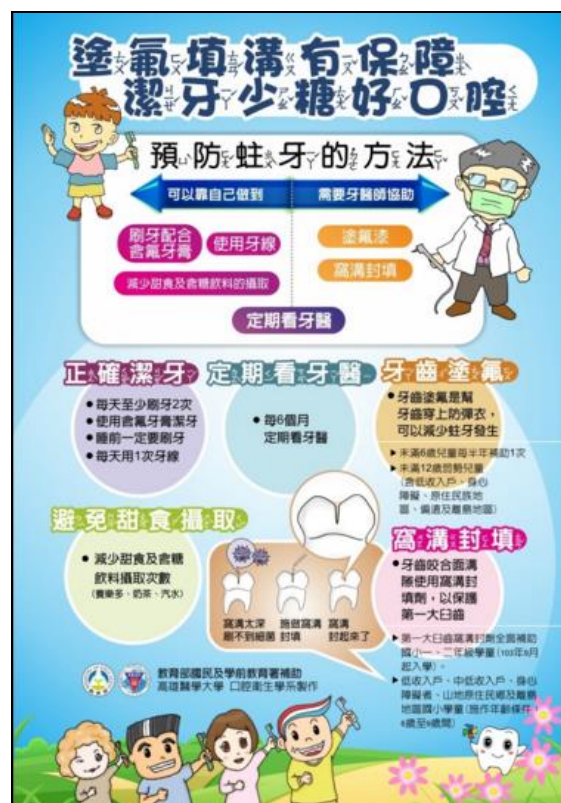 塗氟填溝有保障
潔牙少糖好口腔
預防蛀牙的方法
可以靠自己做到
需要牙醫師協助
刷牙配合
含氟牙膏
使用牙線
減少甜食及含糖飲料的攝取
塗氟漆
窩溝封填
定期看牙醫
正確潔牙
● 每天至少刷牙2次
● 使用含氟牙膏潔牙
● 睡前一定要刷牙
● 每天用1次牙線
定期看牙醫
● 每6個月
定期看牙醫
牙齒塗氟
● 牙齒塗氟是幫
牙齒穿上防彈衣，
可以減少蛀牙發生
▶ 未滿6歲兒童每半年補助1次
▶ 未滿12歲弱勢兒童
(含低收入戶、身心
障礙、原住民族地
區、偏遠及離島地區)
避免甜食攝取
● 減少甜食及含糖
飲料攝取次數
(養樂多、奶茶、汽水)
窩溝太深
刷不到細菌
施做窩溝
封填
窩溝
封起來了
窩溝封填
● 牙齒咬合面溝
隙使用窩溝封
填劑，以保護
第一大臼齒
▶ 第一大臼齒窩溝封劑全面補助
國小一、二年級學童(103年9月
起入學)。
▶ 低收入戶、中低收入戶、身心
障礙者、山地原住民鄉及離島
地區國小學童(施作年齡條件
6歲至9歲間)
教育部國民及學前教育署補助
高雄醫學大學 口腔衛生學系製作